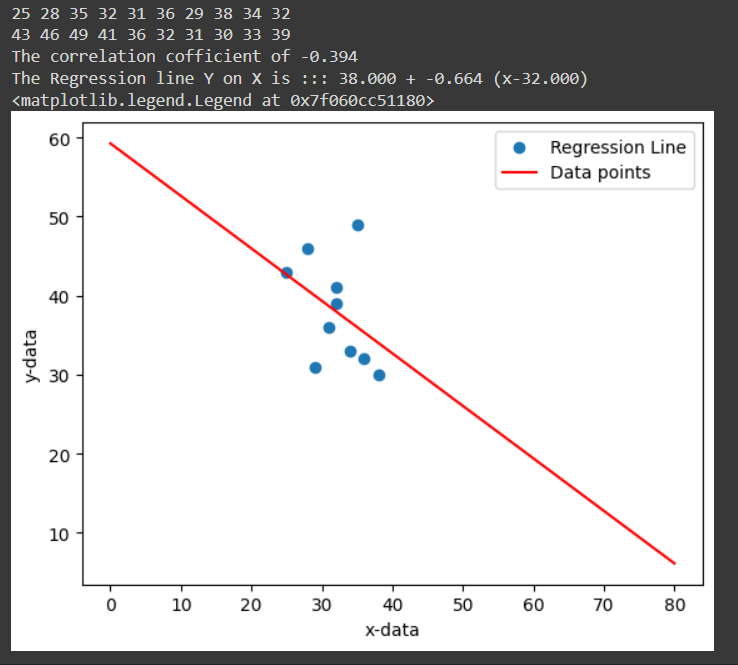 25 28 35 32 31 36 29 38 34 32
43 46 49 41 36 32 31 30 33 39
The correlation cofficient of -0.394
The Regression line Y on X is ::: 38.000 + -0.664 (x-32.000)
<matplotlib.legend.Legend at 0x7f060cc51180>
60
50
40
30
20
10
y-data
Regression Line
Data points
0 10 20 30 40 50 60 70 80
x-data